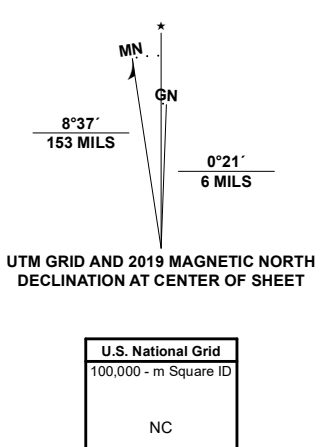 ★
MN
GN
8°37´
153 MILS
0°21´
6 MILS
UTM GRID AND 2019 MAGNETIC NORTH
DECLINATION AT CENTER OF SHEET
U.S. National Grid
100,000 - m Square ID
NC